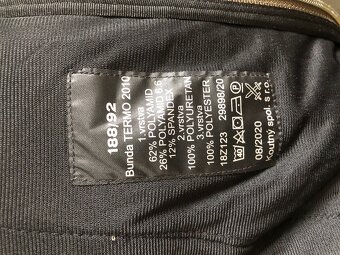 188/92
Bunda TERMO 2010
1.vrstva
62% POLYAMID
26% POLYAMID 6.6
12% SPANDEX
2.vrstva
100% POLYURETAN
3.vrstva
100% POLYESTER
18Z123 29898/20
08/2020
Koutný spol. s r.o.